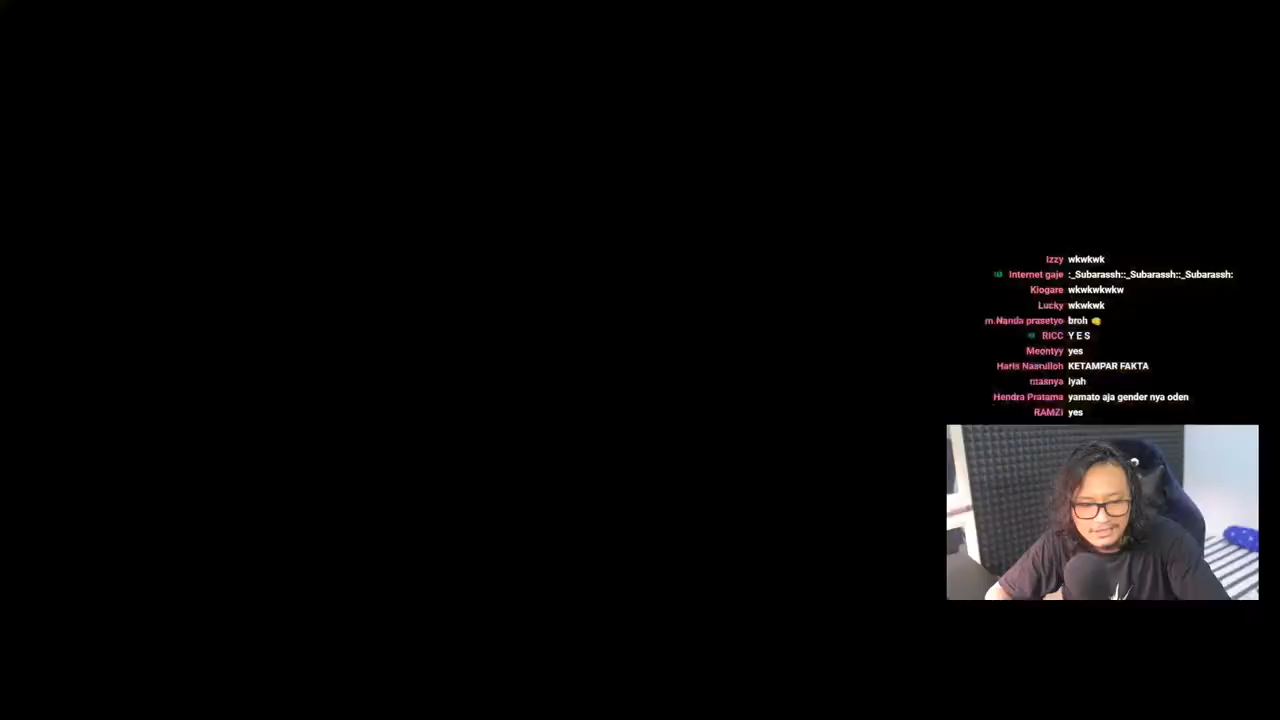 Izzy wkwkwk
Internet gaje :_Subarassh::_Subarassh::_Subarassh:
Kiogare wkwkwkwkw
Lucky wkwkwk
m.Nanda prasetyo broh
RICC Y E S
Meontyy yes
Haris Nasrulloh KETAMPAR FAKTA
masnya iyah
Hendra Pratama yamato aja gender nya oden
RAMZI yes